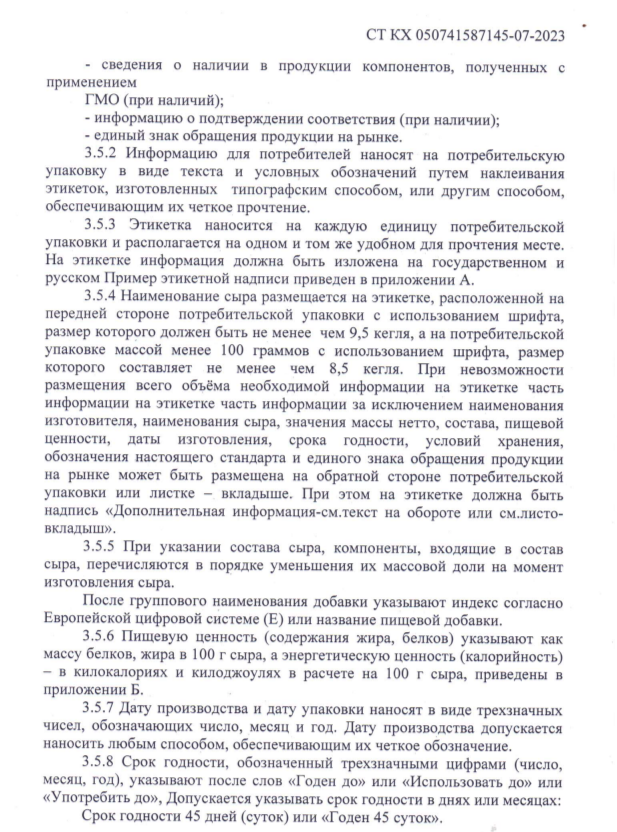 СТ КХ 050741587145-07-2023
- сведения о наличии в продукции компонентов, полученных с
применением
ГМО (при наличий);
- информацию о подтверждении соответствия (при наличии);
- единый знак обращения продукции на рынке.
3.5.2 Информацию для потребителей наносят на потребительскую
упаковку в виде текста и условных обозначений путем наклеивания
этикеток, изготовленных типографским способом, или другим способом,
обеспечивающим их четкое прочтение.
3.5.3 Этикетка наносится на каждую единицу потребительской
упаковки и располагается на одном и том же удобном для прочтения месте.
На этикетке информация должна быть изложена на государственном и
русском Пример этикетной надписи приведен в приложении А.
3.5.4 Наименование сыра размещается на этикетке, расположенной на
передней стороне потребительской упаковки с использованием шрифта,
размер которого должен быть не менее чем 9,5 кегля, а на потребительской
упаковке массой менее 100 граммов с использованием шрифта, размер
которого составляет не менее чем 8,5 кегля. При невозможности
размещения всего объёма необходимой информации на этикетке часть
информации на этикетке часть информации за исключением наименования
изготовителя, наименования сыра, значения массы нетто, состава, пищевой
ценности, даты изготовления, срока годности, условий хранения,
обозначения настоящего стандарта и единого знака обращения продукции
на рынке может быть размещена на обратной стороне потребительской
упаковки или листке – вкладыше. При этом на этикетке должна быть
надпись «Дополнительная информация-см.текст на обороте или см.листо-
вкладыш».
3.5.5 При указании состава сыра, компоненты, входящие в состав
сыра, перечисляются в порядке уменьшения их массовой доли на момент
изготовления сыра.
После группового наименования добавки указывают индекс согласно
Европейской цифровой системе (Е) или название пищевой добавки.
3.5.6 Пищевую ценность (содержания жира, белков) указывают как
массу белков, жира в 100 г сыра, а энергетическую ценность (калорийность)
– в килокалориях и килоджоулях в расчете на 100 г сыра, приведены в
приложении Б.
3.5.7 Дату производства и дату упаковки наносят в виде трехзначных
чисел, обозначающих число, месяц и год. Дату производства допускается
наносить любым способом, обеспечивающим их четкое обозначение.
3.5.8 Срок годности, обозначенный трехзначными цифрами (число,
месяц, год), указывают после слов «Годен до» или «Использовать до» или
«Употребить до», Допускается указывать срок годности в днях или месяцах:
Срок годности 45 дней (суток) или «Годен 45 суток».